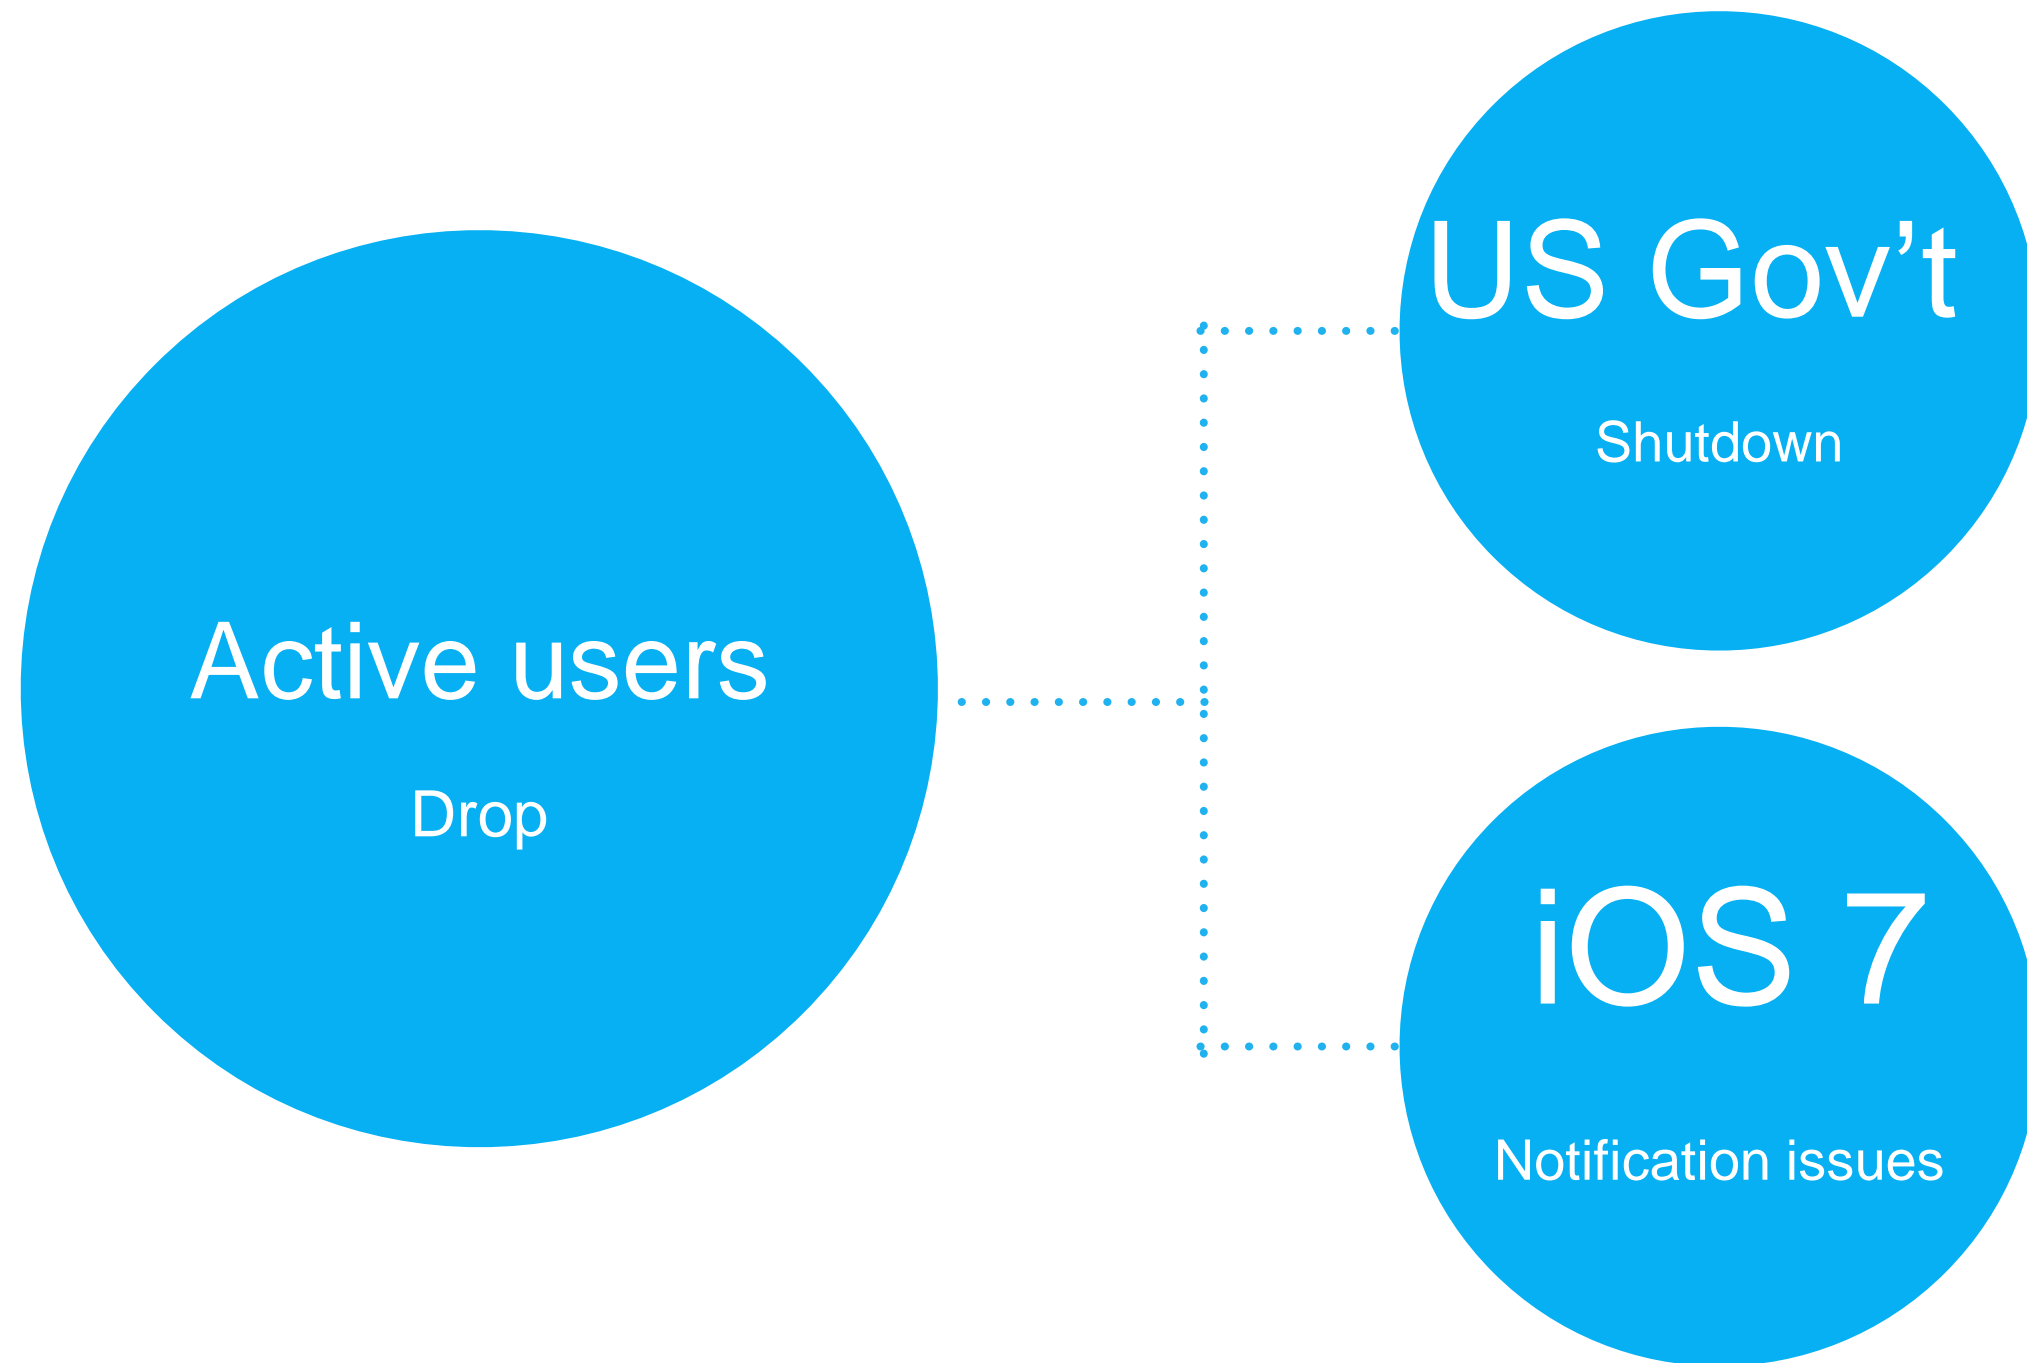 US Gov’t
Shutdown
Active users
Drop
iOS 7
Notification issues